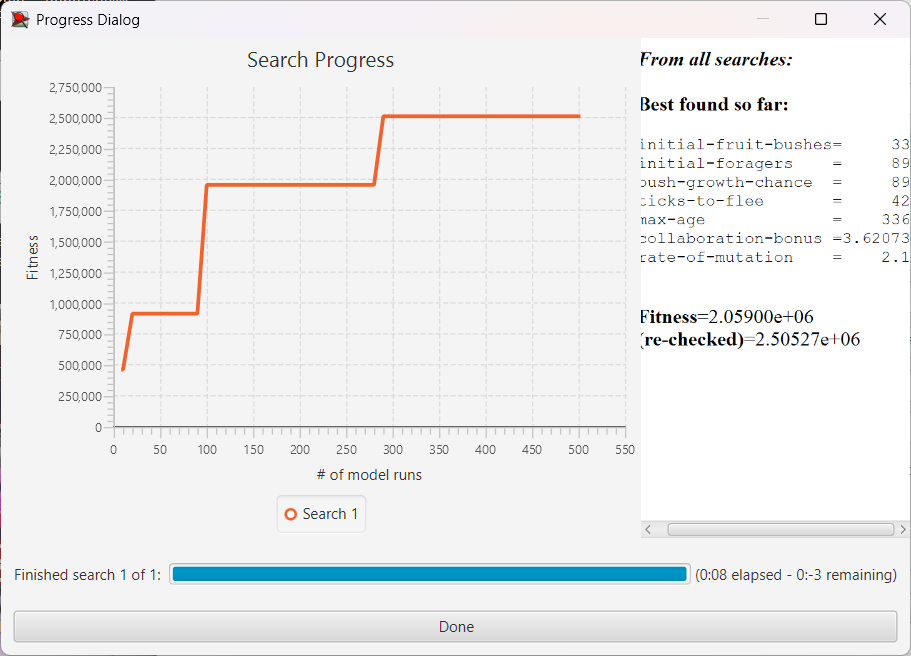 Progress Dialog
Search Progress
2,750,000
2,500,000
2,250,000
2,000,000
1,750,000
1,500,000
1,250,000
1,000,000
750,000
500,000
250,000
0
Fitness
0 50 100 150 200 250 300 350 400 450 500 550
# of model runs
Search 1
From all searches:
Best found so far:
initial-fruit-bushes= 33
initial-foragers = 89
bush-growth-chance = 89
ticks-to-flee = 42
max-age = 336
collaboration-bonus =3.62073
rate-of-mutation = 2.1
Fitness=2.05900e+06
(re-checked)=2.50527e+06
Finished search 1 of 1: (0:08 elapsed - 0:-3 remaining)
Done